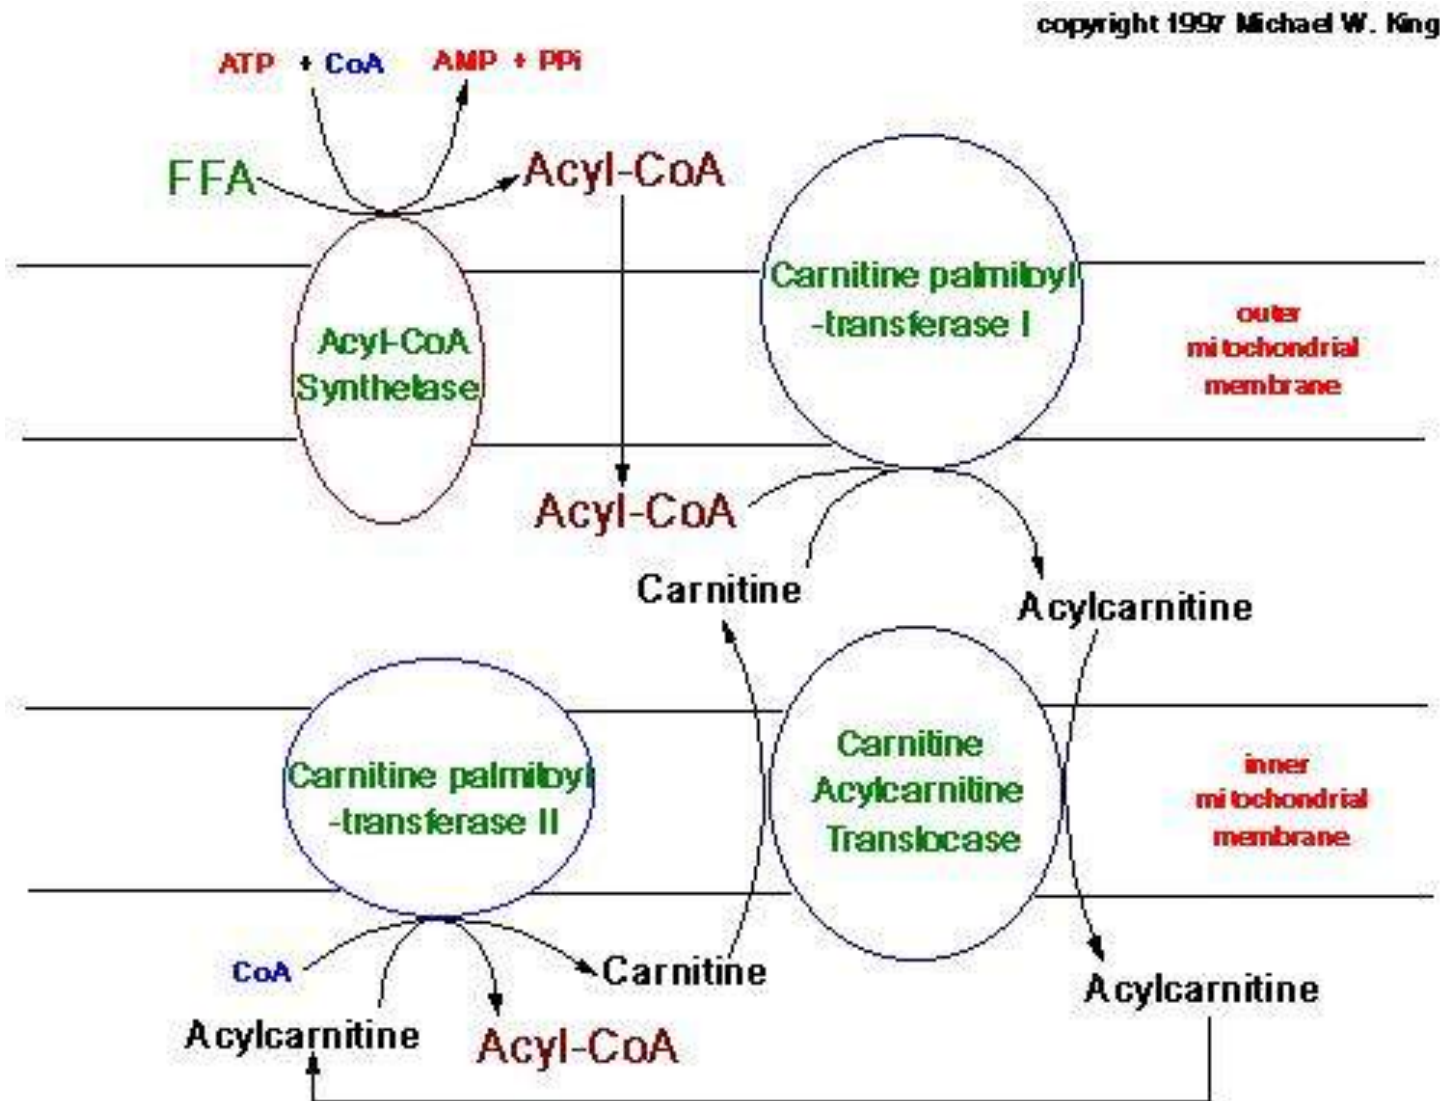 copyright 1997 Michael W. King
ATP + CoA AMP + PPi
FFA
Acyl-CoA
Carnitine palmitoyl
-transferase I
outer
mitochondrial
membrane
Acyl-CoA
Synthetase
Acyl-CoA
Carnitine
Acylcarnitine
Carnitine palmitoyl
-transferase II
Carnitine
Acylcarnitine
Translocase
inner
mitochondrial
membrane
CoA
Carnitine
Acylcarnitine
Acylcarnitine
Acyl-CoA